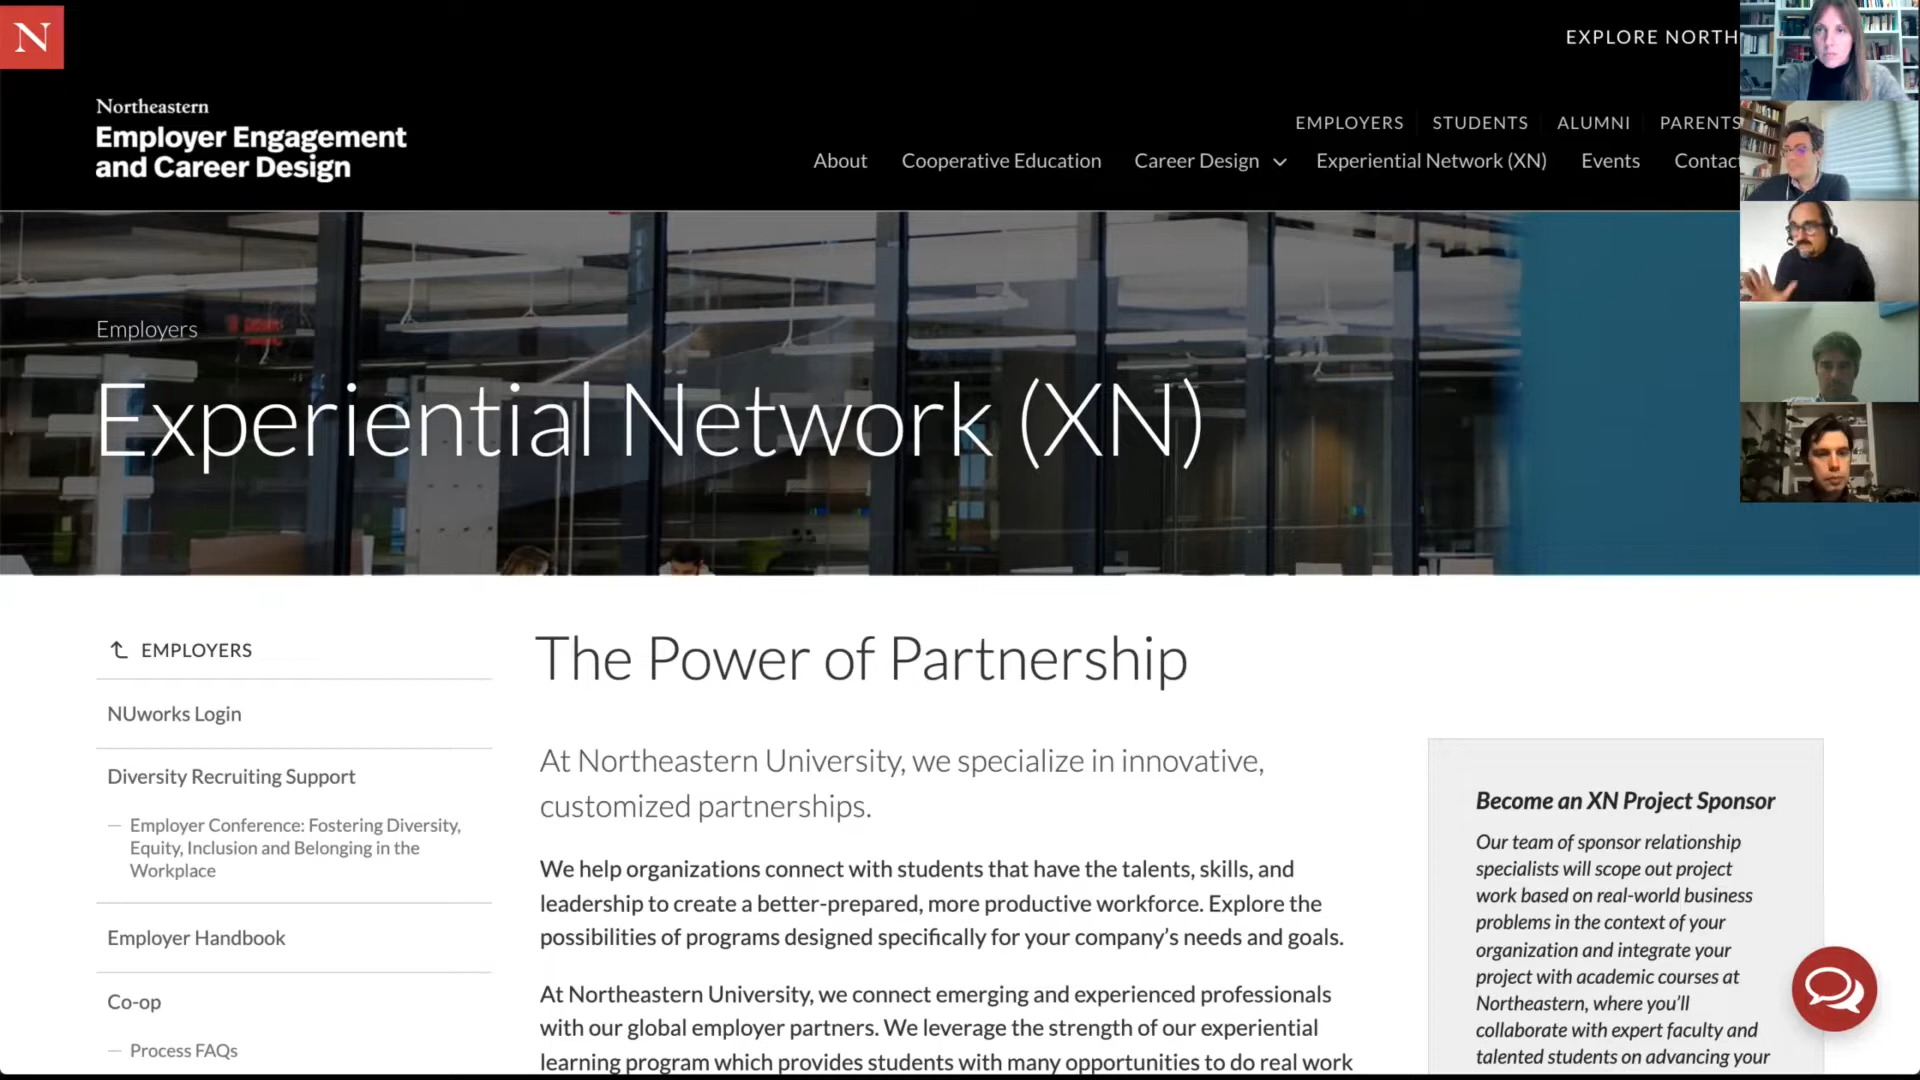 N
EXPLORE NORTH
Northeastern
Employer Engagement
and Career Design
EMPLOYERS STUDENTS ALUMNI PARENTS
About Cooperative Education Career Design Experiential Network (XN) Events Contac
Employers
Experiential Network (XN)
EMPLOYERS
NUworks Login
Diversity Recruiting Support
— Employer Conference: Fostering Diversity,
Equity, Inclusion and Belonging in the
Workplace
Employer Handbook
Co-op
— Process FAQs
The Power of Partnership
At Northeastern University, we specialize in innovative,
customized partnerships.
We help organizations connect with students that have the talents, skills, and
leadership to create a better-prepared, more productive workforce. Explore the
possibilities of programs designed specifically for your company’s needs and goals.
At Northeastern University, we connect emerging and experienced professionals
with our global employer partners. We leverage the strength of our experiential
learning program which provides students with many opportunities to do real work
Become an XN Project Sponsor
Our team of sponsor relationship
specialists will scope out project
work based on real-world business
problems in the context of your
organization and integrate your
project with academic courses at
Northeastern, where you’ll
collaborate with expert faculty and
talented students on advancing your